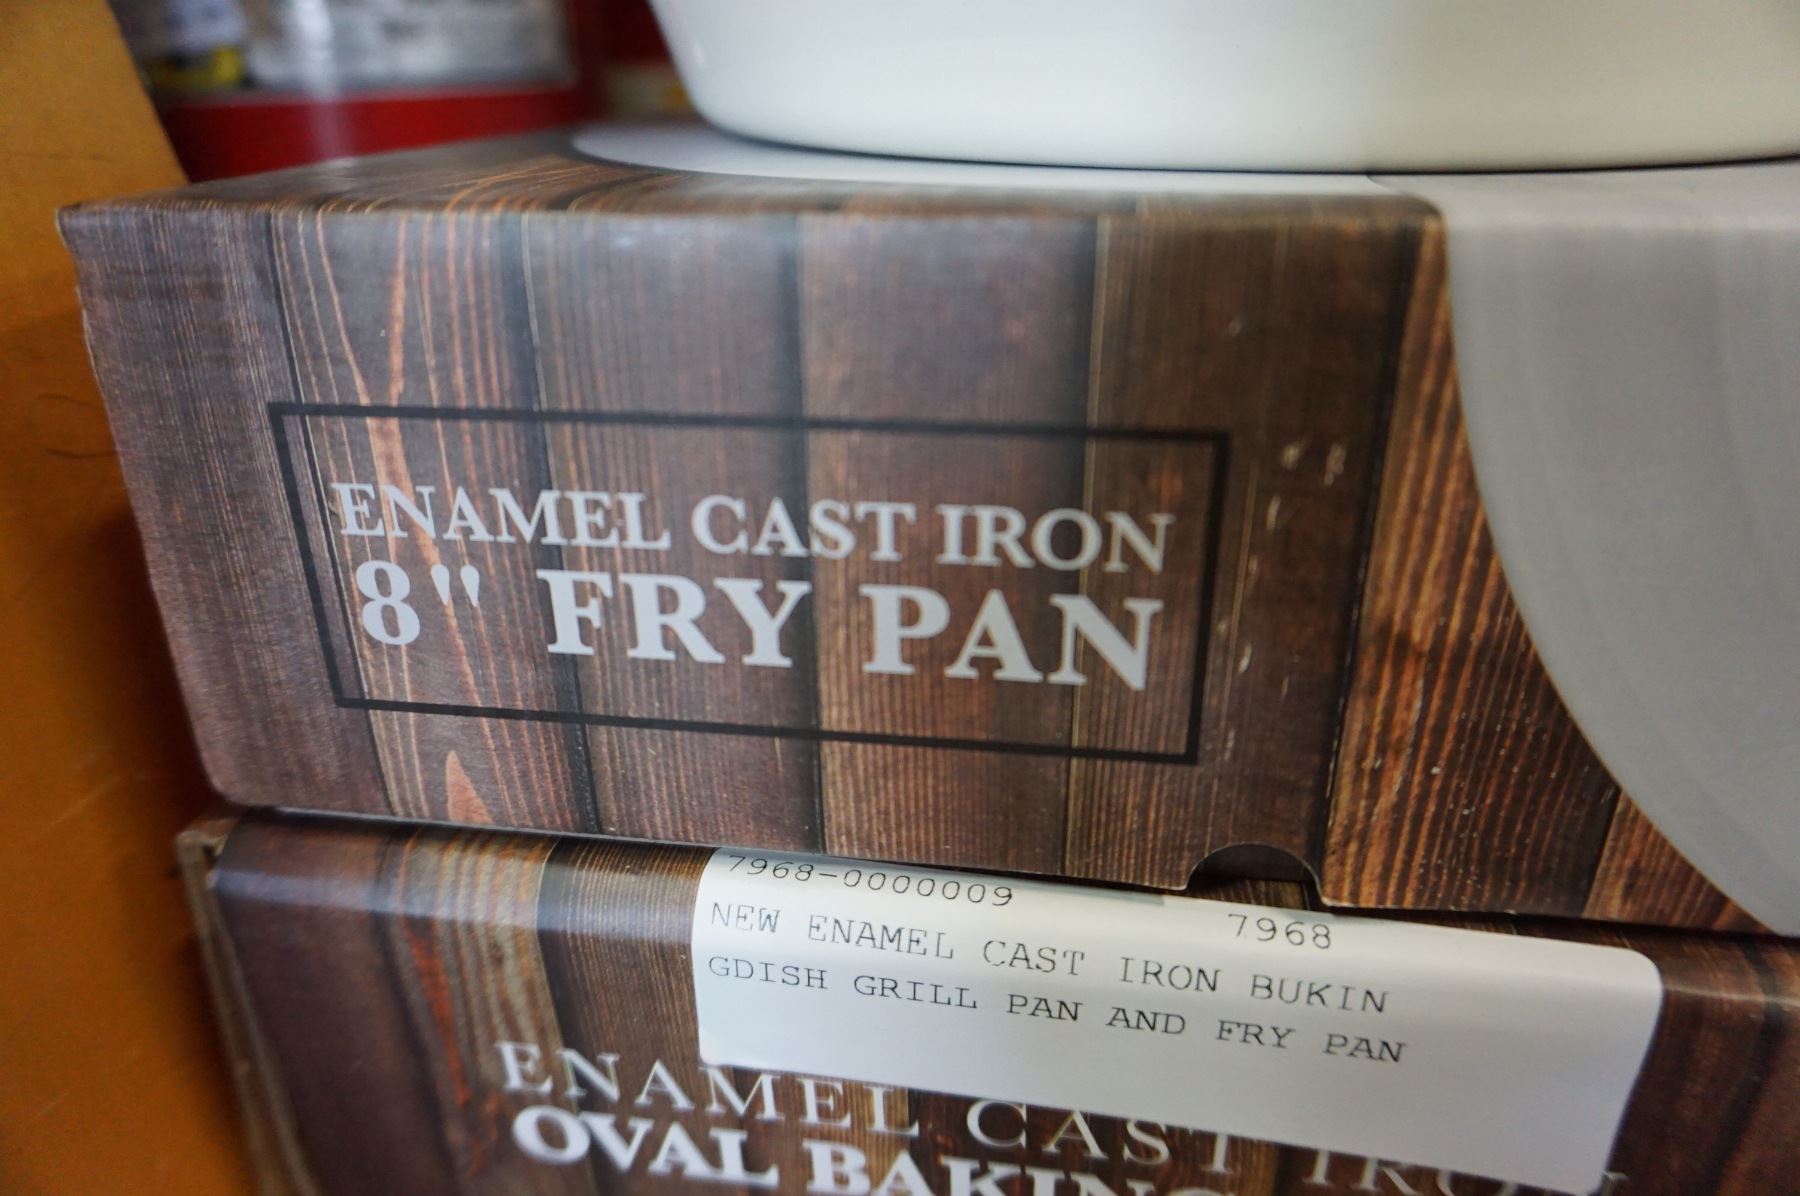 ENAMEL CAST IRON
8" FRY PAN
7968-0000009
7968
NEW ENAMEL CAST IRON BUKIN
GDISH GRILL PAN AND FRY PAN
ENAMEL CAST IRON
OVAL BAKING